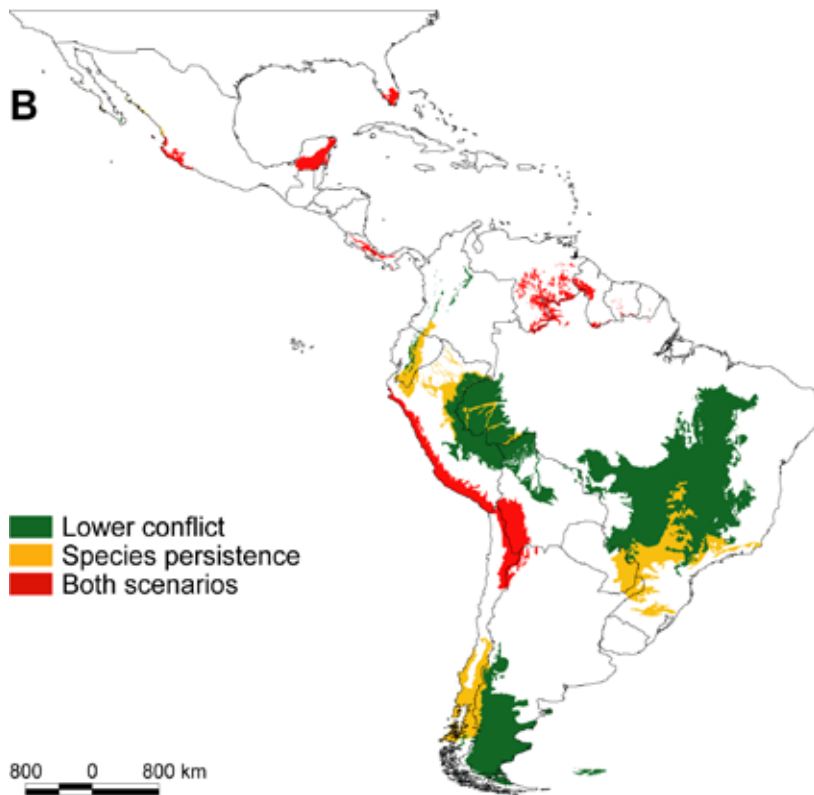 B
Lower conflict
Species persistence
Both scenarios
800 0 800 km